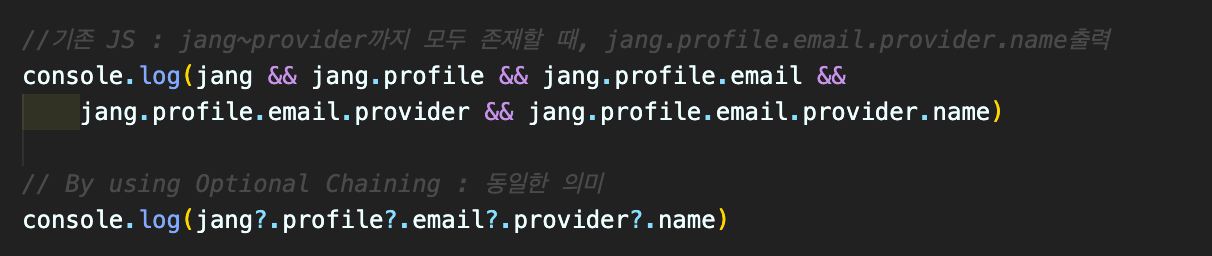 //기존 JS : jang~provider까지 모두 존재할 때, jang.profile.email.provider.name출력
console.log(jang && jang.profile && jang.profile.email &&
jang.profile.email.provider && jang.profile.email.provider.name)
// By using Optional Chaining : 동일한 의미
console.log(jang?.profile?.email?.provider?.name)